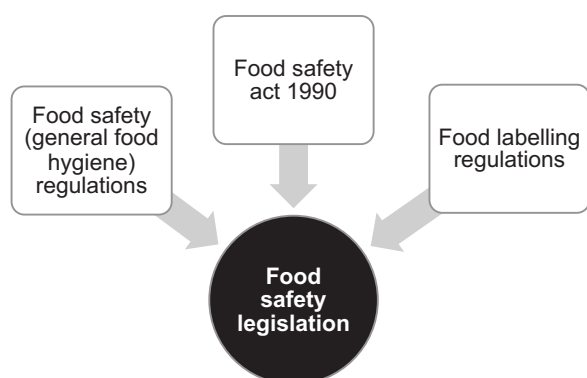 Food safety
act 1990
Food safety
(general food
hygiene)
regulations
Food labelling
regulations
Food
safety
legislation